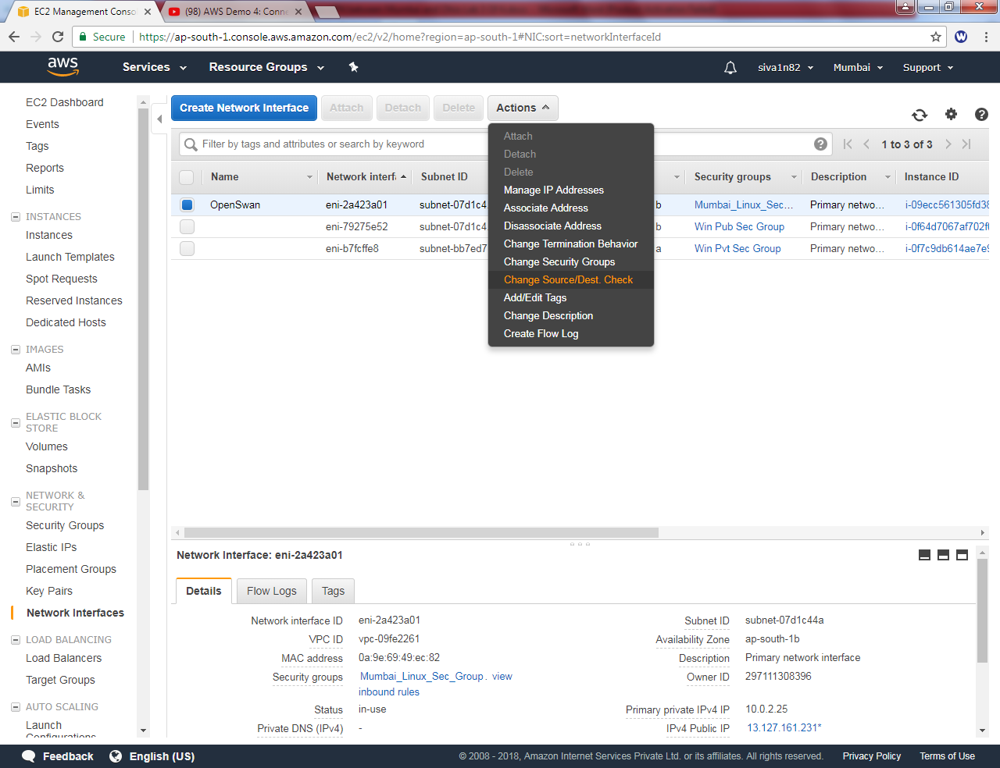 EC2 Management Conso
(98) AWS Demo 4: Conne
Secure
https://ap-south-1.console.aws.amazon.com/ec2/v2/home?region=ap-south-1#NIC:sort=networkInterfaceId
W
aws
Services
Resource Groups
siva1n82
Mumbai
Support
EC2 Dashboard
Events
Tags
Reports
Limits
INSTANCES
Instances
Launch Templates
Spot Requests
Reserved Instances
Dedicated Hosts
IMAGES
AMIs
Bundle Tasks
ELASTIC BLOCK
STORE
Volumes
Snapshots
NETWORK &
SECURITY
Security Groups
Elastic IPs
Placement Groups
Key Pairs
Network Interfaces
LOAD BALANCING
Load Balancers
Target Groups
AUTO SCALING
Launch
Configurations
Create Network Interface
Attach
Detach
Delete
Actions
Filter by tags and attributes or search by keyword
1 to 3 of 3
Name
Network interf
Subnet ID
Security groups
Description
Instance ID
OpenSwan
eni-2a423a01
subnet-07d1c4
b
Mumbai_Linux_Sec...
Primary netwo...
i-09ecc561305fd38
eni-79275e52
subnet-07d1c4
b
Win Pub Sec Group
Primary netwo...
i-0f64d7067af702f0
eni-b7fcffe8
subnet-bb7ed7
a
Win Pvt Sec Group
Primary netwo...
i-0f7c9db614ae7e9
Attach
Detach
Delete
Manage IP Addresses
Associate Address
Disassociate Address
Change Termination Behavior
Change Security Groups
Change Source/Dest. Check
Add/Edit Tags
Change Description
Create Flow Log
Network Interface: eni-2a423a01
Details
Flow Logs
Tags
Network interface ID
eni-2a423a01
Subnet ID
subnet-07d1c44a
VPC ID
vpc-09fe2261
Availability Zone
ap-south-1b
MAC address
0a:9e:69:49:ec:82
Description
Primary network interface
Security groups
Mumbai_Linux_Sec_Group . view
inbound rules
Owner ID
297111308396
Status
in-use
Primary private IPv4 IP
10.0.2.25
Private DNS (IPv4)
-
IPv4 Public IP
13.127.161.231*
Feedback
English (US)
© 2008 - 2018, Amazon Internet Services Private Ltd. or its affiliates. All rights reserved.
Privacy Policy
Terms of Use